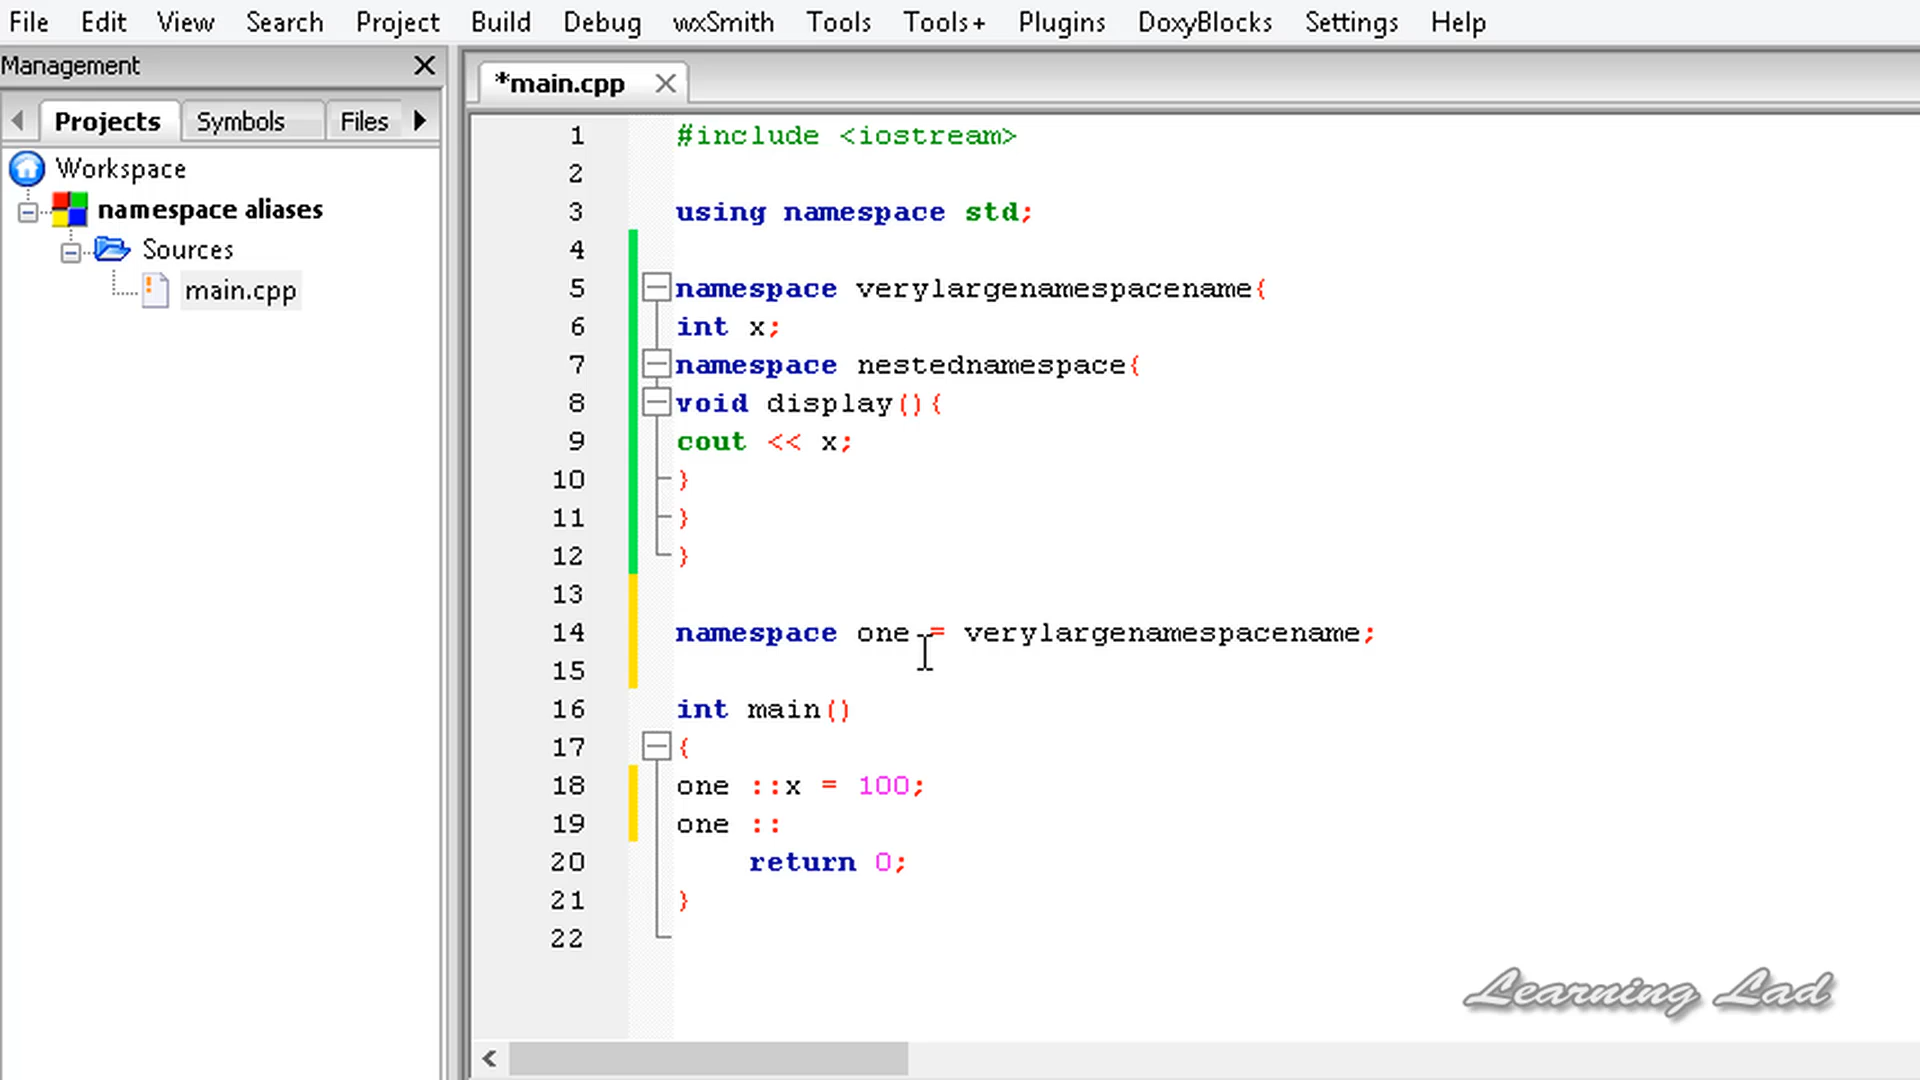 File Edit View Search Project Build Debug wxSmith Tools Tools+ Plugins DoxyBlocks Settings Help
Management
Projects Symbols Files
Workspace
namespace aliases
Sources
main.cpp
*main.cpp
1 #include <iostream>
2
3 using namespace std;
4
5 namespace verylargenamespacename{
6 int x;
7 namespace nestednamespace{
8 void display(){
9 cout << x;
10 }
11 }
12 }
13
14 namespace one = verylargenamespacename;
15
16 int main()
17 {
18 one ::x = 100;
19 one ::
20 return 0;
21 }
22
Learning Lad